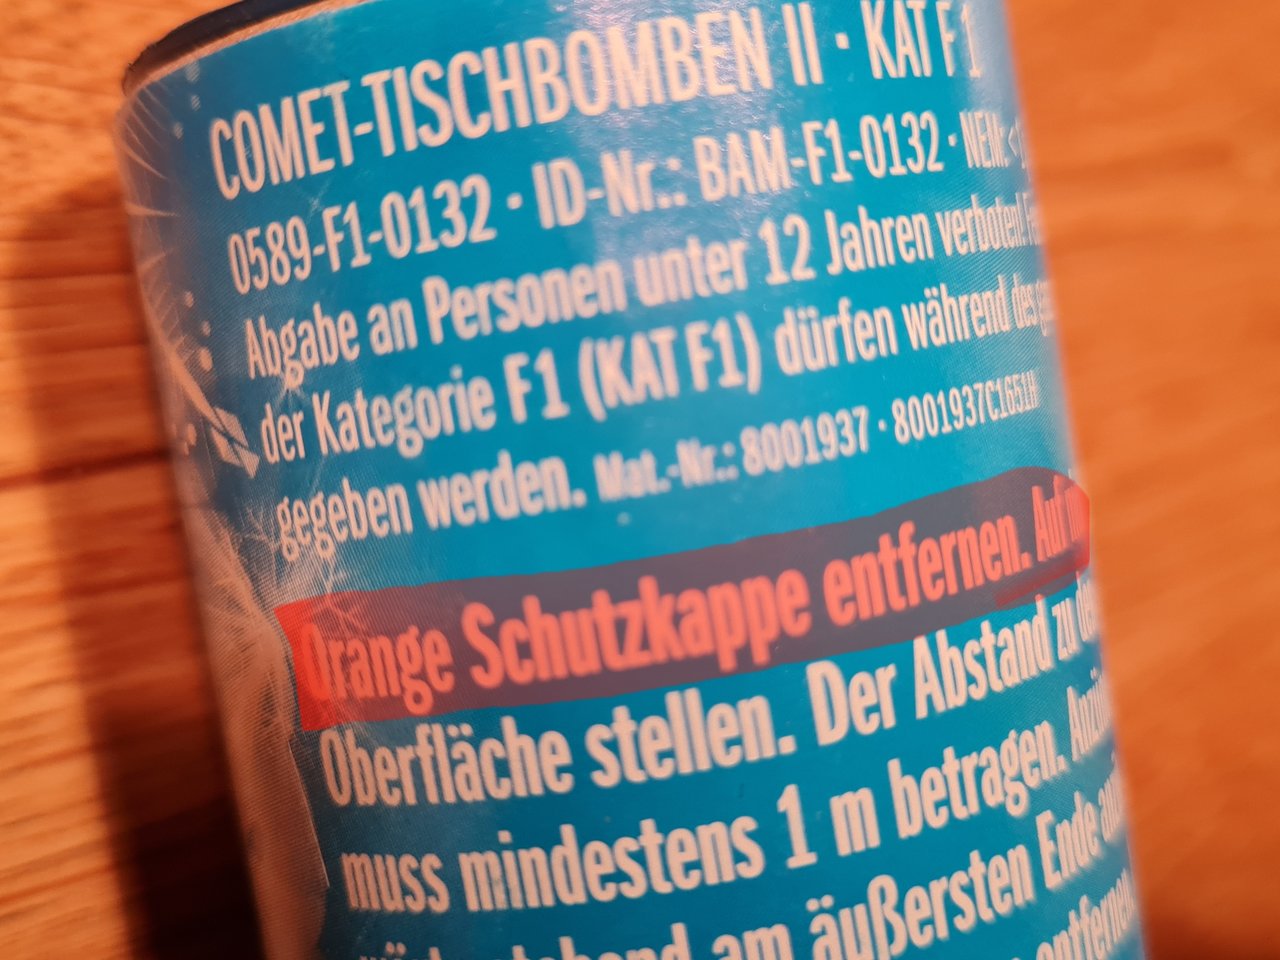 COMET-TISCHBOMBEN II · KAT F1
0589-F1-0132 · ID-Nr.: BAM-F1-0132 · NEM: <
Abgabe an Personen unter 12 Jahren verboten!
der Kategorie F1 (KAT F1) dürfen während des
gegeben werden. Mat.-Nr.: 8001937 · 8001937C1651H
Orange Schutzkappe entfernen. Auf
Oberfläche stellen. Der Abstand zu
muss mindestens 1 m betragen.
am äußersten Ende